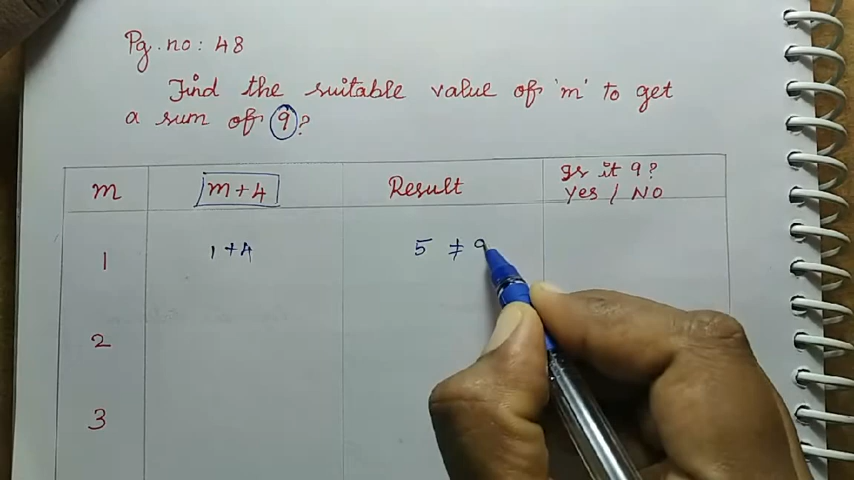 Pg.no: 48
Find the suitable value of 'm' to get
a sum of 9?
m m+4 Result Is it 9?
Yes / No
1 1+4 5 ≠ 9
2
3